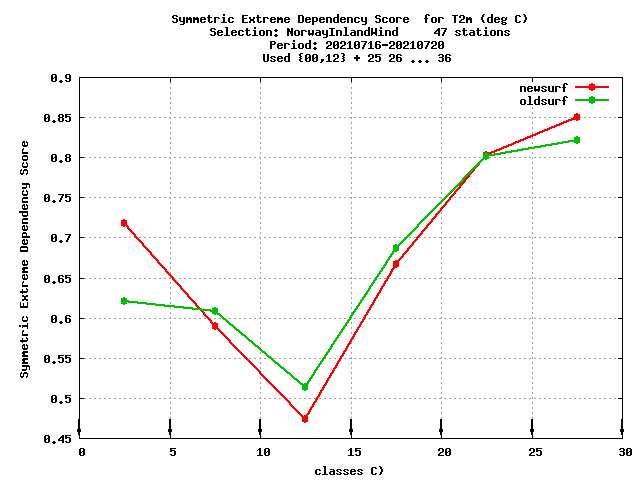 Symmetric Extreme Dependency Score  for T2m (deg C)
Selection: NorwayInlandWind     47 stations
Period: 20210716-20210720
Used {00,12} + 25 26 ... 36
newsurf
oldsurf
Symmetric Extreme Dependency Score
0.9
0.85
0.8
0.75
0.7
0.65
0.6
0.55
0.5
0.45
0 5 10 15 20 25 30
classes C)